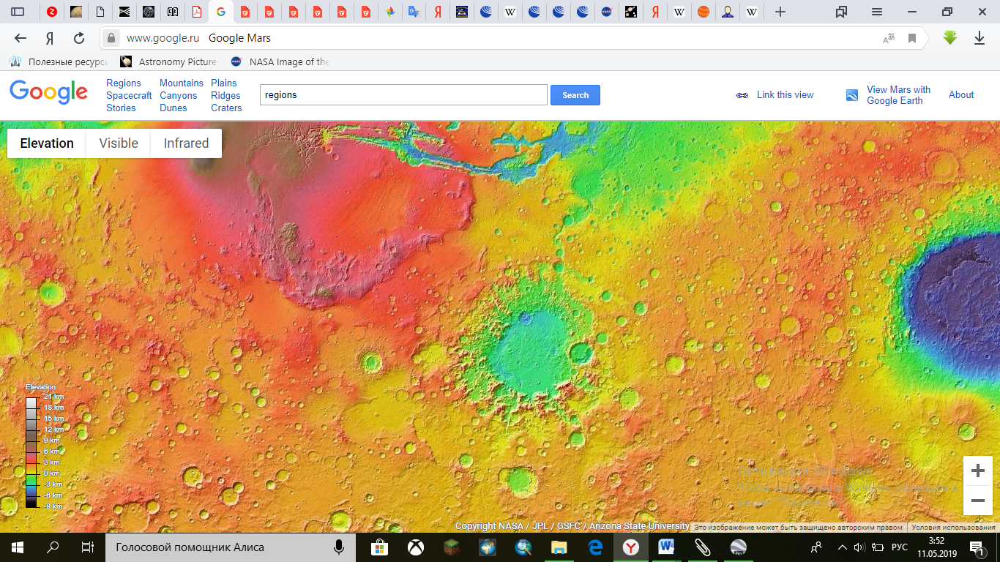 www.google.ru Google Mars
Полезные ресурс
Astronomy Picture
NASA Image of the
Google
Regions Mountains Plains
Spacecraft Canyons Ridges
Stories Dunes Craters
regions
Search
Link this view
View Mars with
Google Earth
About
Elevation Visible Infrared
Elevation
21 km
18 km
15 km
12 km
9 km
6 km
3 km
0 km
-3 km
-6 km
-9 km
Активация Windows
Чтобы активировать Windows, перейдите в
раздел "Параметры".
+
−
Copyright NASA / JPL / GSFC / Arizona State University
Это изображение может быть защищено авторским правом
Условия использования
Голосовой помощник Алиса
РУС
3:52
11.05.2019
1